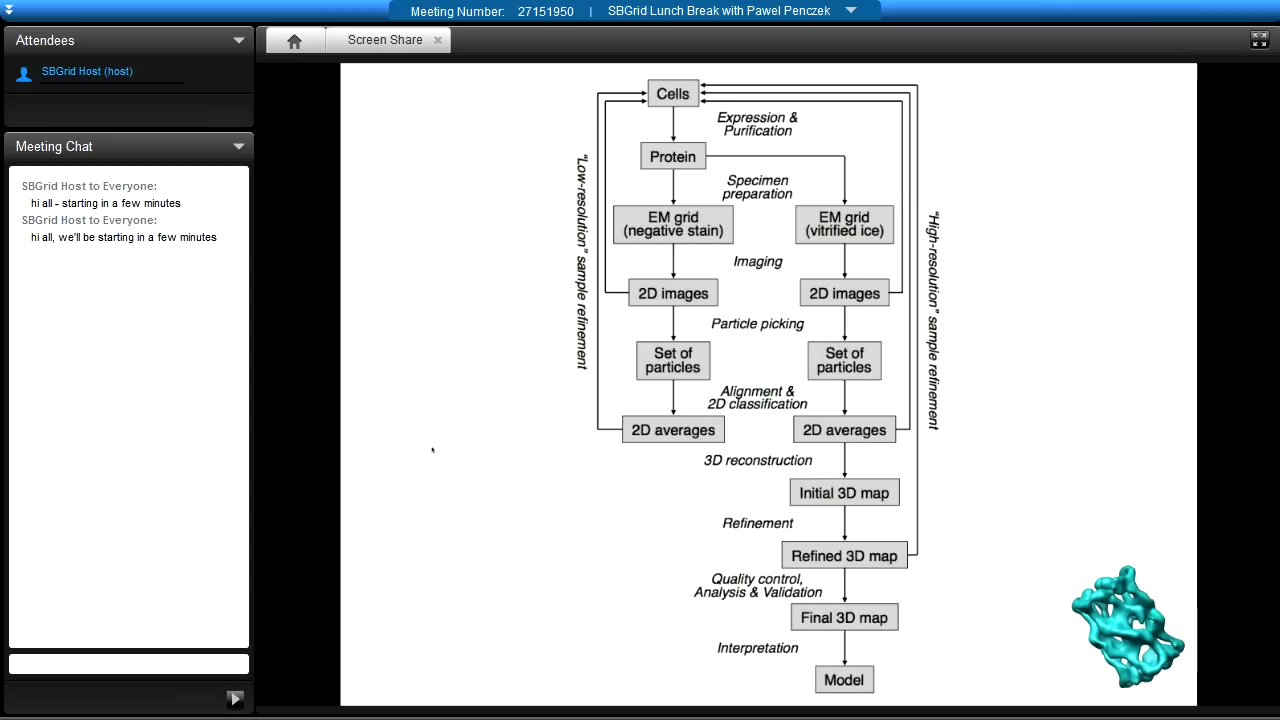 Meeting Number: 27151950 | SBGrid Lunch Break with Pawel Penczek
Attendees
SBGrid Host (host)
Meeting Chat
SBGrid Host to Everyone:
hi all - starting in a few minutes
SBGrid Host to Everyone:
hi all, we'll be starting in a few minutes
Screen Share
Cells
Expression &
Purification
Protein
Specimen
preparation
EM grid
(negative stain)
EM grid
(vitrified ice)
Imaging
2D images
2D images
Particle picking
Set of
particles
Set of
particles
Alignment &
2D classification
2D averages
2D averages
3D reconstruction
Initial 3D map
Refinement
Refined 3D map
Quality control,
Analysis & Validation
Final 3D map
Interpretation
Model
"Low-resolution" sample refinement
"High-resolution" sample refinement